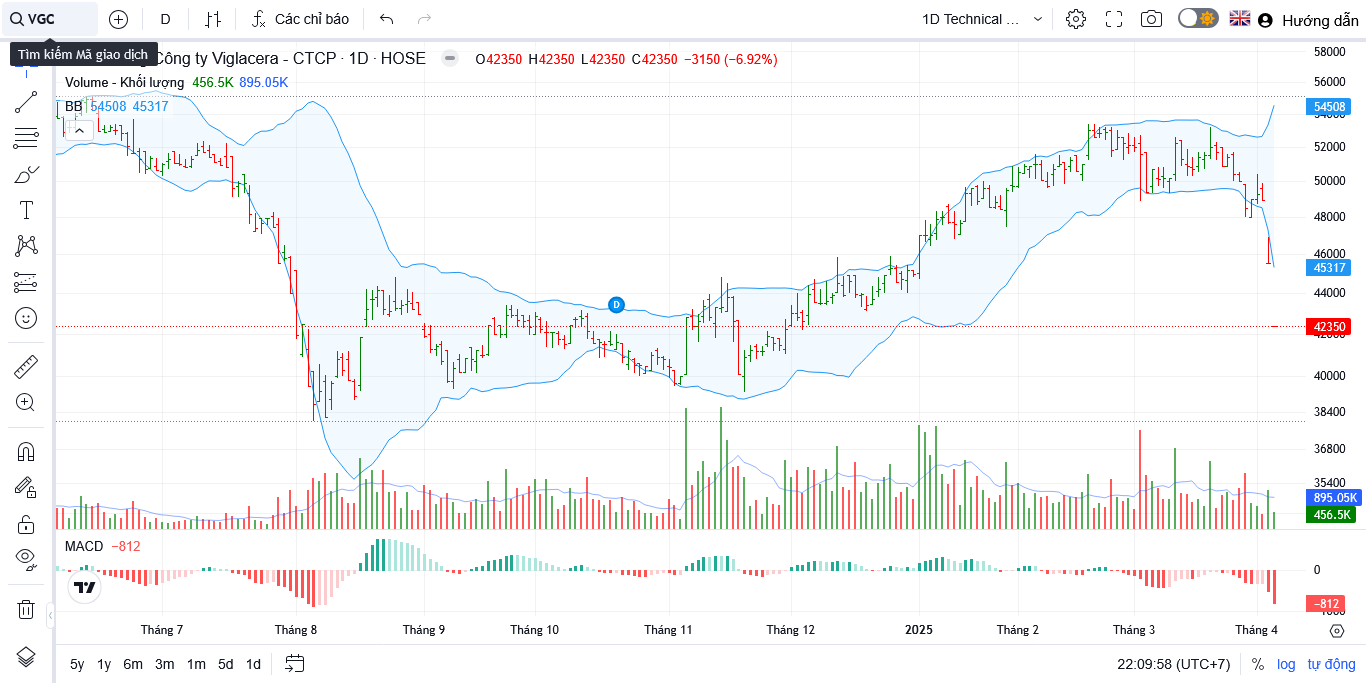 VGC
D
Các chỉ báo
1D Technical ...
Hướng dẫn
Tìm kiếm Mã giao dịch
Công ty Viglacera - CTCP · 1D · HOSE
O42350 H42350 L42350 C42350 −3150 (−6.92%)
Volume - Khối lượng 456.5K 895.05K
BB 54508 45317
D
58000
56000
54508
54000
52000
50000
48000
46000
45317
44000
42350
42000
40000
38400
36800
35400
895.05K
456.5K
MACD −812
0
−812
Tháng 7
Tháng 8
Tháng 9
Tháng 10
Tháng 11
Tháng 12
2025
Tháng 2
Tháng 3
Tháng 4
5y 1y 6m 3m 1m 5d 1d
22:09:58 (UTC+7)
% log tự động